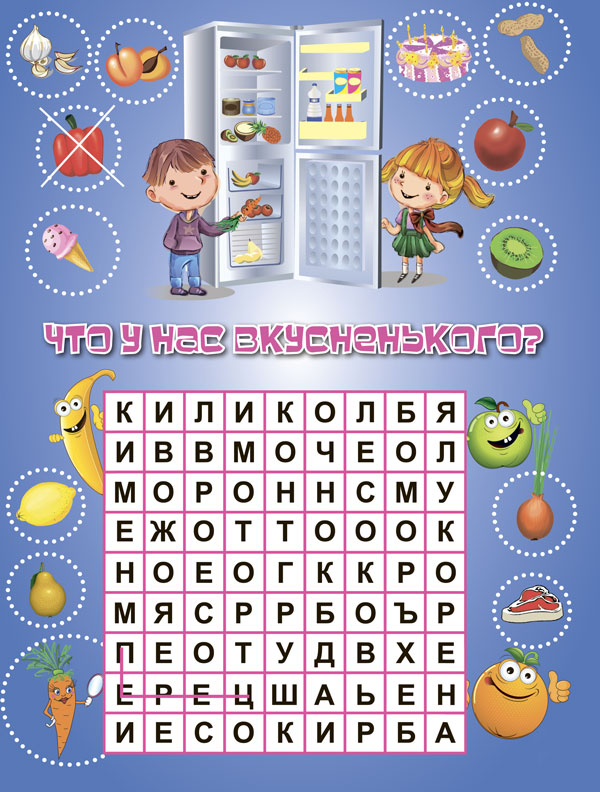 ЧТО У НАС ВКУСНЕНЬКОГО?
К И Л И К О Л Б Я
И В В М О Ч Е О Л
М О Р О Н Н С М У
Е Ж О Т Т О О О К
Н О Е О Г К К Р О
М Я С Р Р Б О Ъ Р
П Е О Т У Д В Х Е
Е Р Е Ц Ш А Ь Е Н
И Е С О К И Р Б А